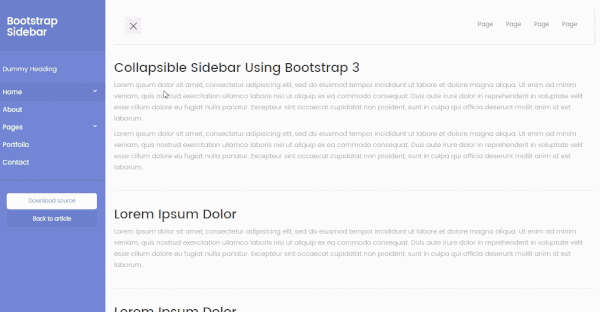 Bootstrap
Sidebar
Dummy Heading
Home
About
Pages
Portfolio
Contact
Download source
Back to article
Page Page Page Page
Collapsible Sidebar Using Bootstrap 3
Lorem ipsum dolor sit amet, consectetur adipisicing elit, sed do eiusmod tempor incididunt ut labore et dolore magna aliqua. Ut enim ad minim
veniam, quis nostrud exercitation ullamco laboris nisi ut aliquip ex ea commodo consequat. Duis aute irure dolor in reprehenderit in voluptate velit
esse cillum dolore eu fugiat nulla pariatur. Excepteur sint occaecat cupidatat non proident, sunt in culpa qui officia deserunt mollit anim id est
laborum.
Lorem ipsum dolor sit amet, consectetur adipisicing elit, sed do eiusmod tempor incididunt ut labore et dolore magna aliqua. Ut enim ad minim
veniam, quis nostrud exercitation ullamco laboris nisi ut aliquip ex ea commodo consequat. Duis aute irure dolor in reprehenderit in voluptate velit
esse cillum dolore eu fugiat nulla pariatur. Excepteur sint occaecat cupidatat non proident, sunt in culpa qui officia deserunt mollit anim id est
laborum.
Lorem Ipsum Dolor
Lorem ipsum dolor sit amet, consectetur adipisicing elit, sed do eiusmod tempor incididunt ut labore et dolore magna aliqua. Ut enim ad minim
veniam, quis nostrud exercitation ullamco laboris nisi ut aliquip ex ea commodo consequat. Duis aute irure dolor in reprehenderit in voluptate velit
esse cillum dolore eu fugiat nulla pariatur. Excepteur sint occaecat cupidatat non proident, sunt in culpa qui officia deserunt mollit anim id est
laborum.
Lorem Ipsum Dolor